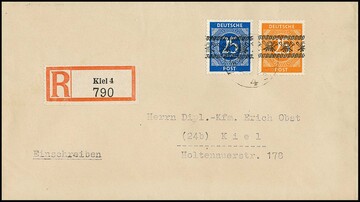 DEUTSCHE
25
POST
DEUTSCHE
POST
R
Kiel 4
790
Herrn Dipl.-Kfm. Erich Obst
(24b) Kiel
Holtenauerstr. 178
Einschreiben